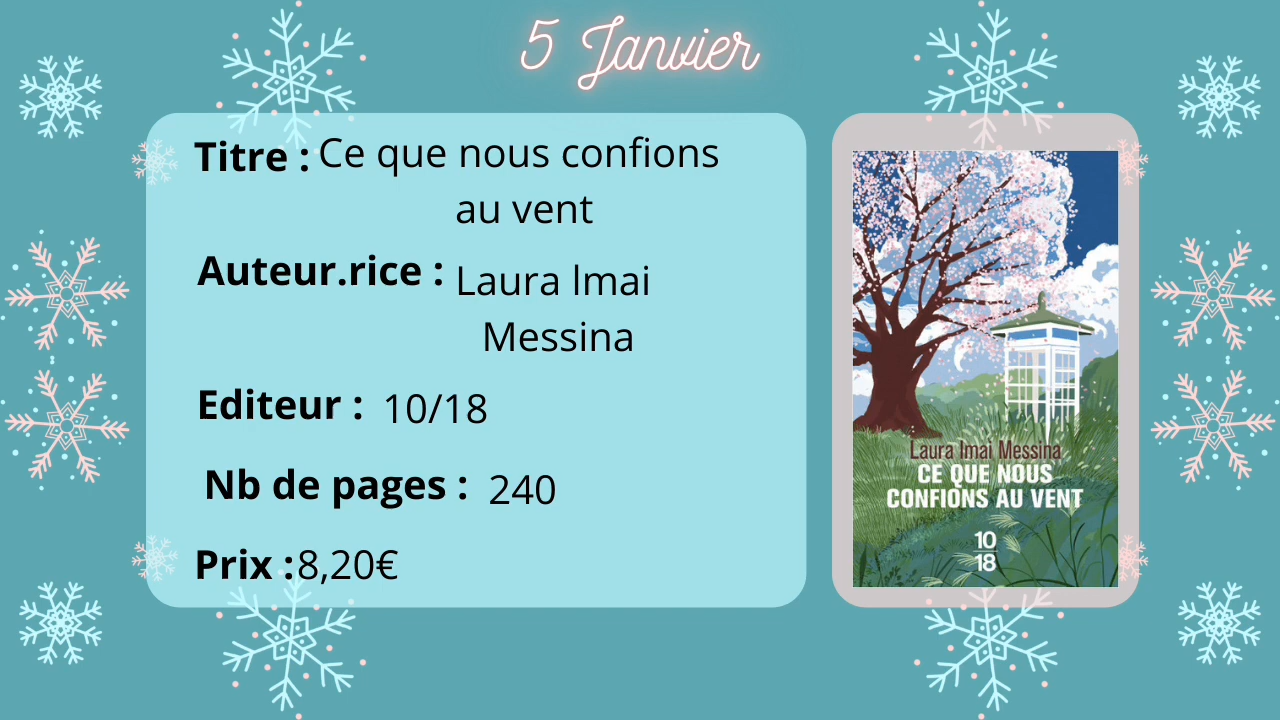 5 Janvier
Titre : Ce que nous confions
au vent
Auteur.rice : Laura Imai
Messina
Editeur : 10/18
Nb de pages : 240
Prix : 8,20€
Laura Imai Messina
CE QUE NOUS
CONFIONS AU VENT
10
18